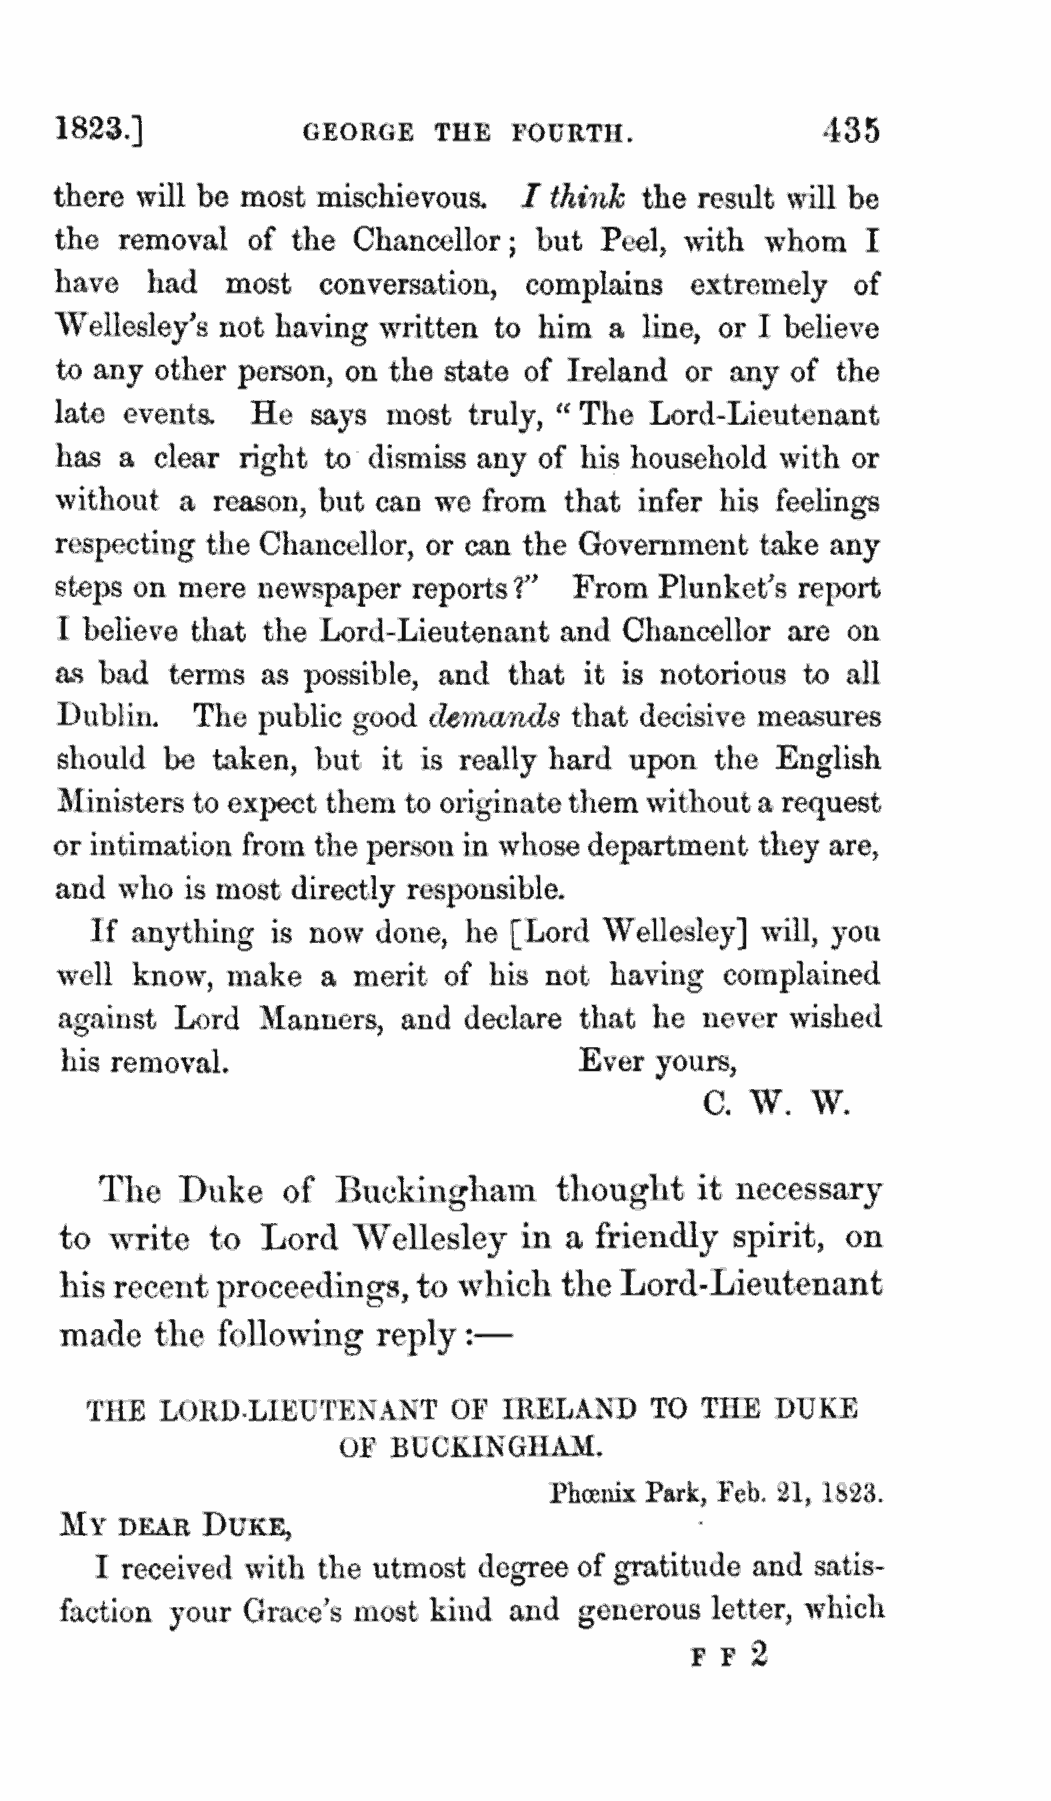 1823.] GEORGE THE FOURTH. 435
there will be most mischievous. I think the result will be
the removal of the Chancellor; but Peel, with whom I
have had most conversation, complains extremely of
Wellesley's not having written to him a line, or I believe
to any other person, on the state of Ireland or any of the
late events. He says most truly, "The Lord-Lieutenant
has a clear right to dismiss any of his household with or
without a reason, but can we from that infer his feelings
respecting the Chancellor, or can the Government take any
steps on mere newspaper reports?" From Plunket's report
I believe that the Lord-Lieutenant and Chancellor are on
as bad terms as possible, and that it is notorious to all
Dublin. The public good demands that decisive measures
should be taken, but it is really hard upon the English
Ministers to expect them to originate them without a request
or intimation from the person in whose department they are,
and who is most directly responsible.
If anything is now done, he [Lord Wellesley] will, you
well know, make a merit of his not having complained
against Lord Manners, and declare that he never wished
his removal. Ever yours,
C. W. W.
The Duke of Buckingham thought it necessary
to write to Lord Wellesley in a friendly spirit, on
his recent proceedings, to which the Lord-Lieutenant
made the following reply:—
THE LORD-LIEUTENANT OF IRELAND TO THE DUKE
OF BUCKINGHAM.
Phœnix Park, Feb. 21, 1823.
MY DEAR DUKE,
I received with the utmost degree of gratitude and satis-
faction your Grace's most kind and generous letter, which
F F 2